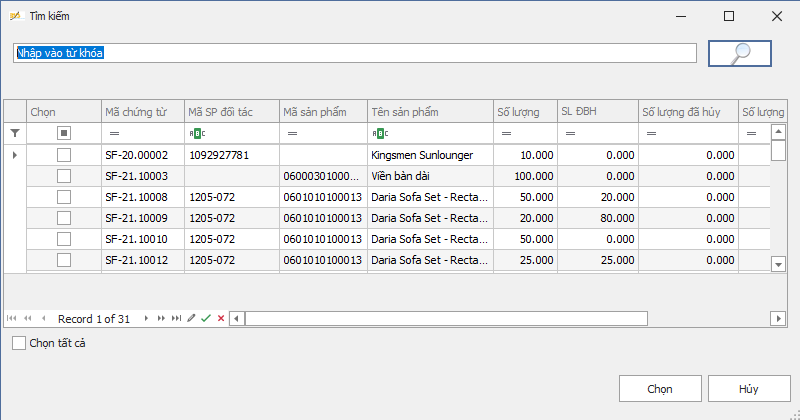 Tìm kiếm
Nhập vào từ khóa
Chọn Mã chứng từ Mã SP đối tác Mã sản phẩm Tên sản phẩm Số lượng SL ĐBH Số lượng đã hủy Số lượng
= ABC = ABC = = = =
SF-20.00002 1092927781 Kingsmen Sunlounger 10.000 0.000 0.000
SF-21.10003 06000301000... Viền bàn dài 100.000 0.000 0.000
SF-21.10008 1205-072 0601010100013 Daria Sofa Set - Recta... 50.000 20.000 0.000
SF-21.10009 1205-072 0601010100013 Daria Sofa Set - Recta... 20.000 80.000 0.000
SF-21.10010 1205-072 0601010100013 Daria Sofa Set - Recta... 50.000 0.000 0.000
SF-21.10012 1205-072 0601010100013 Daria Sofa Set - Recta... 25.000 25.000 0.000
Record 1 of 31
Chọn tất cả
Chọn Hủy